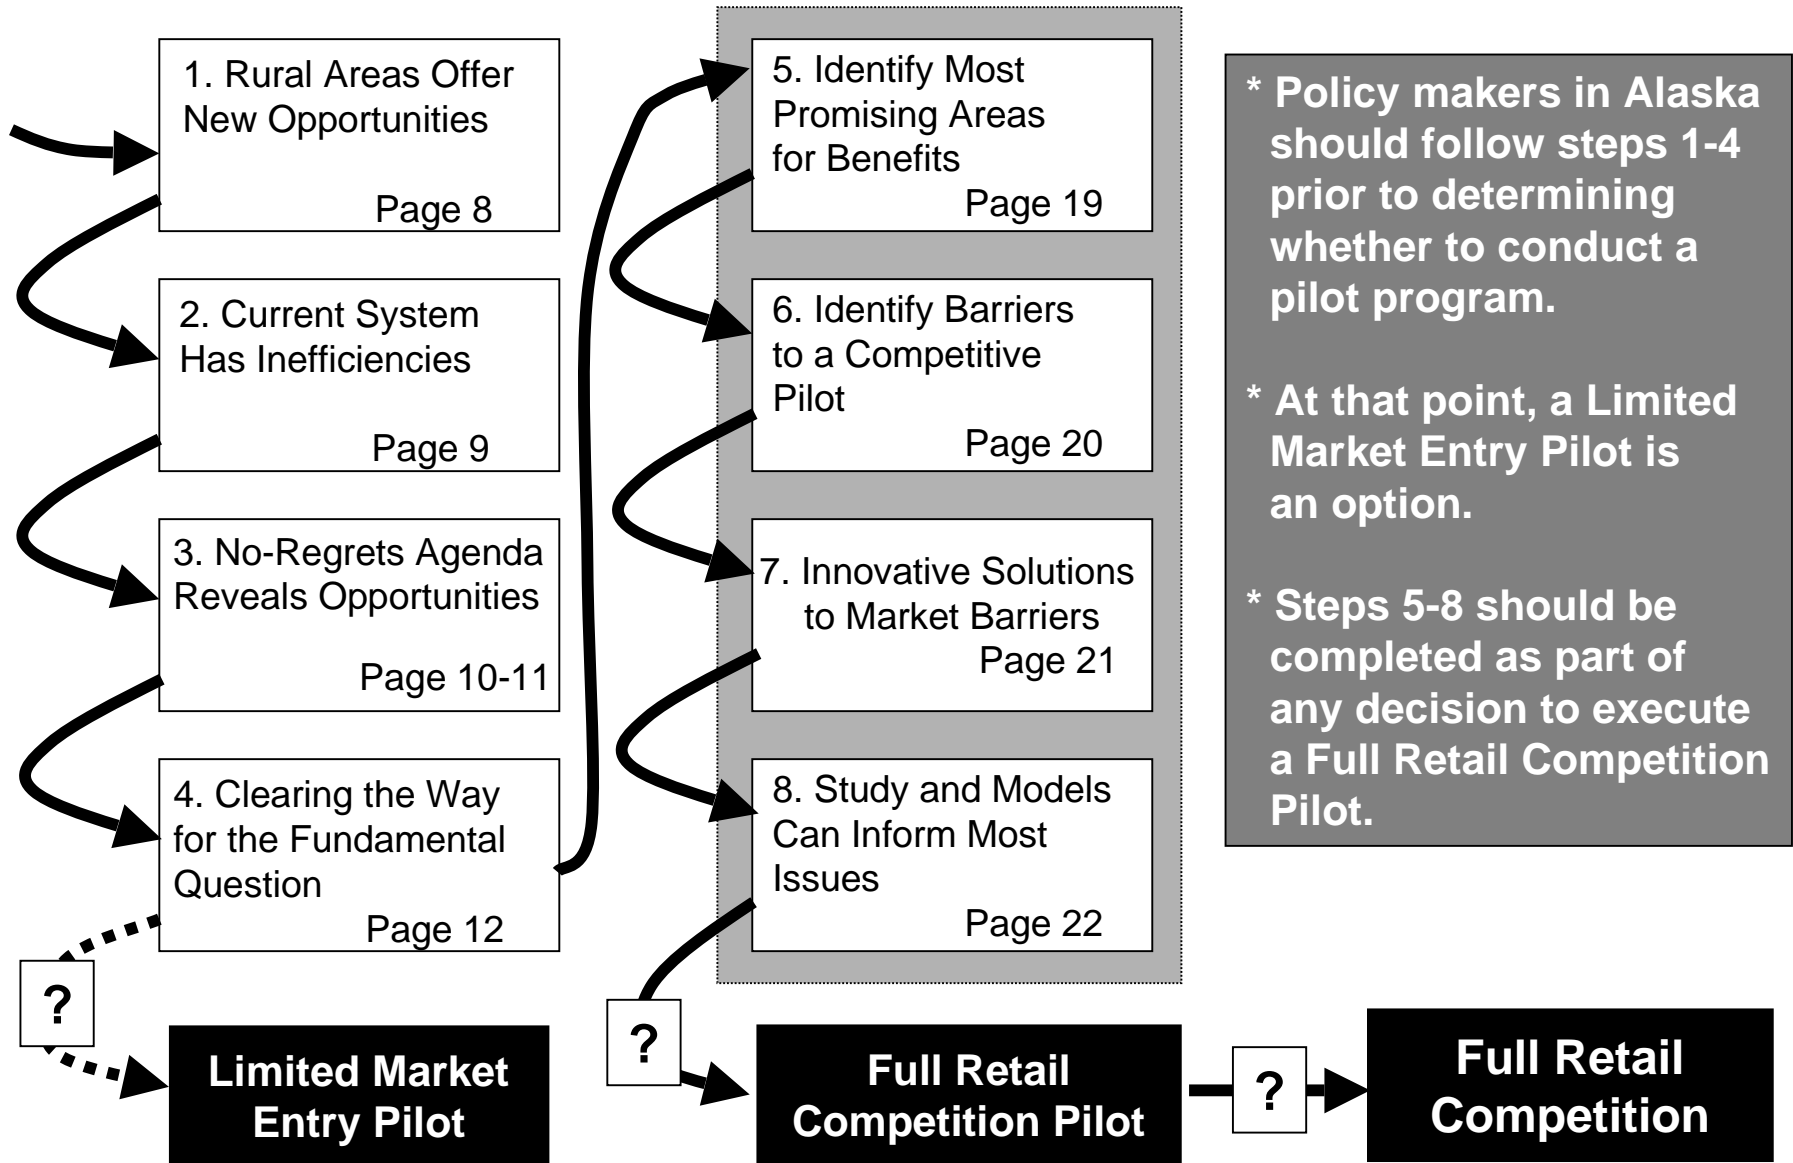 1. Rural Areas Offer
New Opportunities
Page 8
2. Current System
Has Inefficiencies
Page 9
3. No-Regrets Agenda
Reveals Opportunities
Page 10-11
4. Clearing the Way
for the Fundamental
Question
Page 12
?
Limited Market
Entry Pilot
5. Identify Most
Promising Areas
for Benefits
Page 19
6. Identify Barriers
to a Competitive
Pilot
Page 20
7. Innovative Solutions
to Market Barriers
Page 21
8. Study and Models
Can Inform Most
Issues
Page 22
?
Full Retail
Competition Pilot
?
Full Retail
Competition
* Policy makers in Alaska
should follow steps 1-4
prior to determining
whether to conduct a
pilot program.
* At that point, a Limited
Market Entry Pilot is
an option.
* Steps 5-8 should be
completed as part of
any decision to execute
a Full Retail Competition
Pilot.